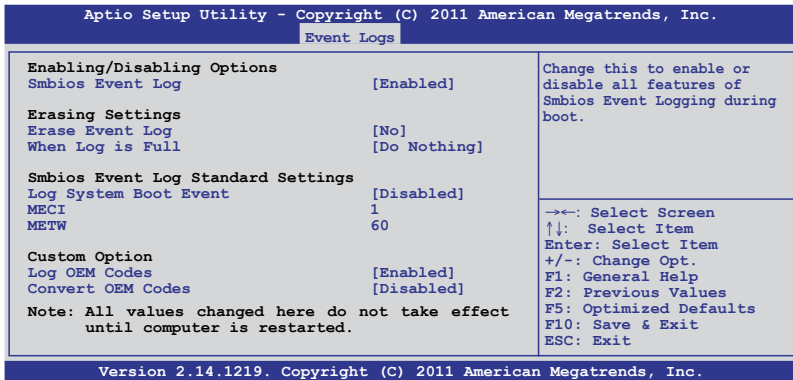 Aptio Setup Utility - Copyright (C) 2011 American Megatrends, Inc.
Event Logs
Enabling/Disabling Options
Smbios Event Log [Enabled]
Erasing Settings
Erase Event Log [No]
When Log is Full [Do Nothing]
Smbios Event Log Standard Settings
Log System Boot Event [Disabled]
MECI 1
METW 60
Custom Option
Log OEM Codes [Enabled]
Convert OEM Codes [Disabled]
Note: All values changed here do not take effect
until computer is restarted.
Change this to enable or
disable all features of
Smbios Event Logging during
boot.
→←: Select Screen
↑↓: Select Item
Enter: Select Item
+/-: Change Opt.
F1: General Help
F2: Previous Values
F5: Optimized Defaults
F10: Save & Exit
ESC: Exit
Version 2.14.1219. Copyright (C) 2011 American Megatrends, Inc.